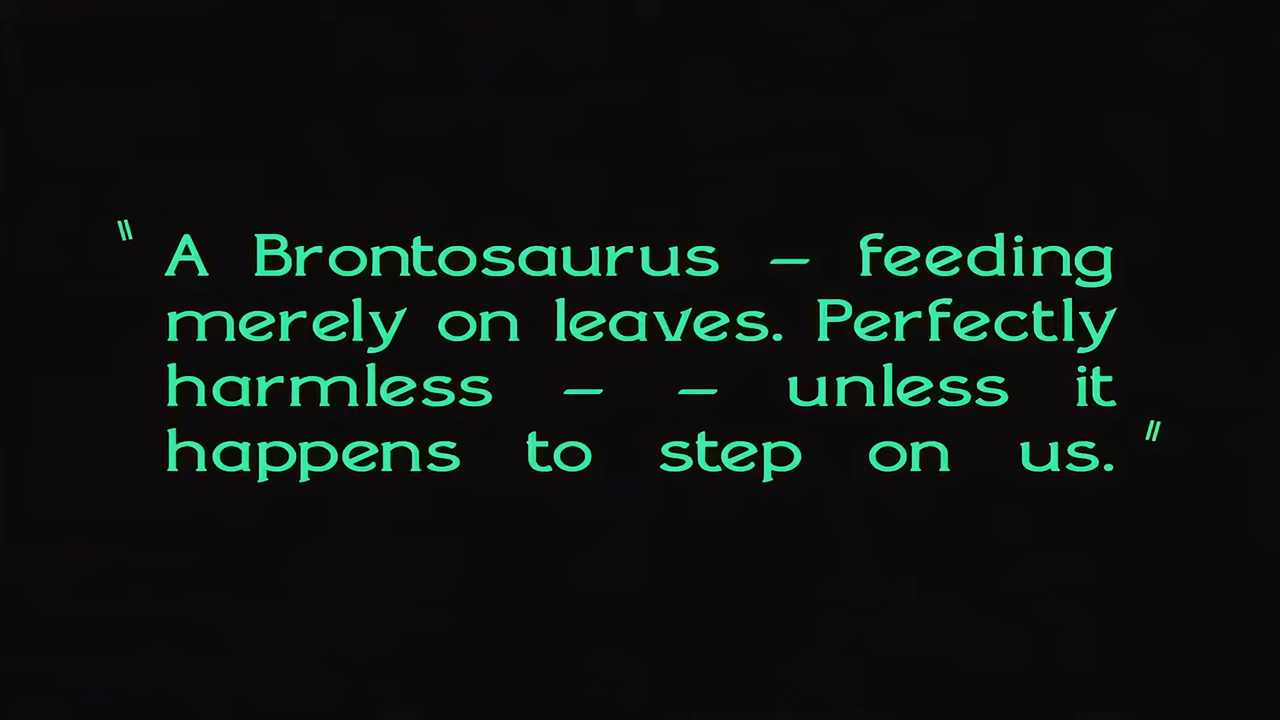 " A Brontosaurus – feeding
merely on leaves. Perfectly
harmless – – unless it
happens to step on us. "